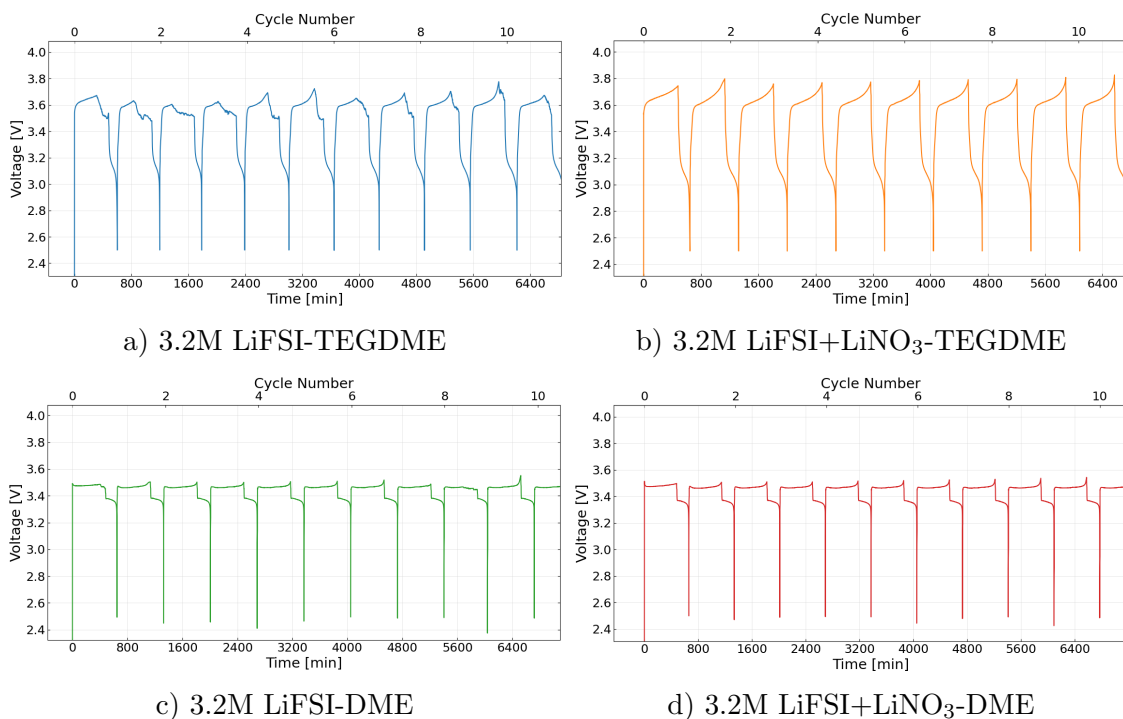 Cycle Number
0 2 4 6 8 10
4.0
3.8
3.6
3.4
3.2
3.0
2.8
2.6
2.4
Voltage [V]
0 800 1600 2400 3200 4000 4800 5600 6400
Time [min]
a) 3.2M LiFSI-TEGDME
Cycle Number
0 2 4 6 8 10
4.0
3.8
3.6
3.4
3.2
3.0
2.8
2.6
2.4
Voltage [V]
0 800 1600 2400 3200 4000 4800 5600 6400
Time [min]
b) 3.2M LiFSI+LiNO₃-TEGDME
Cycle Number
0 2 4 6 8 10
4.0
3.8
3.6
3.4
3.2
3.0
2.8
2.6
2.4
Voltage [V]
0 800 1600 2400 3200 4000 4800 5600 6400
Time [min]
c) 3.2M LiFSI-DME
Cycle Number
0 2 4 6 8 10
4.0
3.8
3.6
3.4
3.2
3.0
2.8
2.6
2.4
Voltage [V]
0 800 1600 2400 3200 4000 4800 5600 6400
Time [min]
d) 3.2M LiFSI+LiNO₃-DME